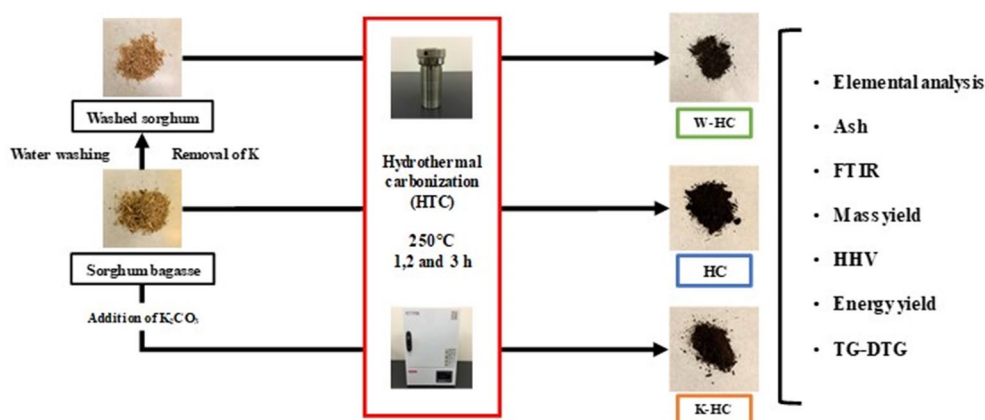 Washed sorghum
Water washing
Removal of K
Sorghum bagasse
Addition of K₂CO₃
Hydrothermal
carbonization
(HTC)
250°C
1,2 and 3 h
W-HC
HC
K-HC
• Elemental analysis
• Ash
• FTIR
• Mass yield
• HHV
• Energy yield
• TG-DTG